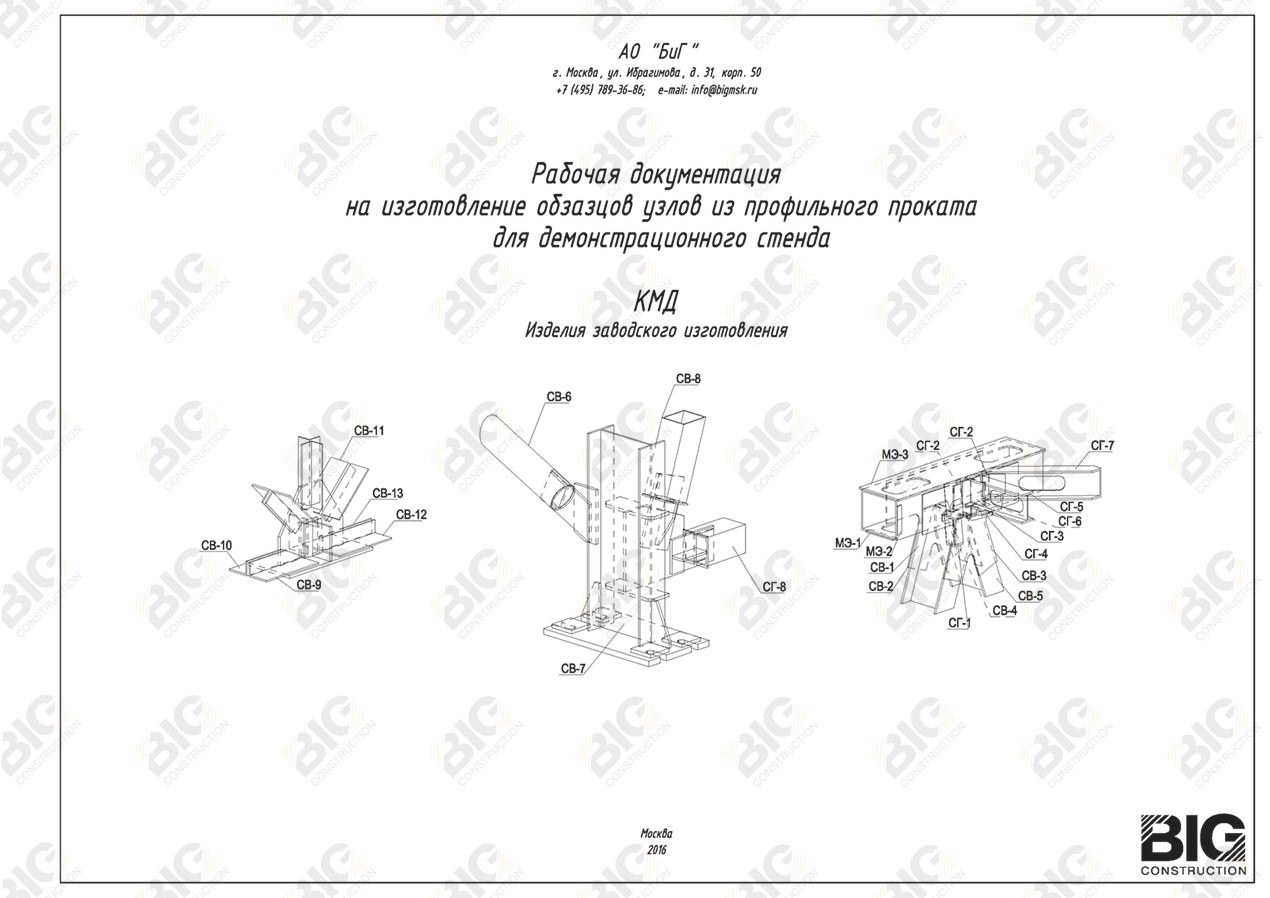 АО "БиГ"
г. Москва, ул. Ибрагимова, д. 31, корп. 50
+7 (495) 789-36-86; e-mail: info@bigmsk.ru
Рабочая документация
на изготовление обзазцов узлов из профильного проката
для демонстрационного стенда
КМД
Изделия заводского изготовления
СВ-11
СВ-13
СВ-12
СВ-10
СВ-9
СВ-6
СВ-8
СГ-8
СВ-7
СГ-2
СГ-2
СГ-7
МЭ-3
СГ-5
СГ-6
СГ-3
МЭ-1
МЭ-2
СГ-4
СВ-1
СВ-3
СВ-2
СВ-5
СВ-4
СГ-1
Москва
2016
BIG
CONSTRUCTION